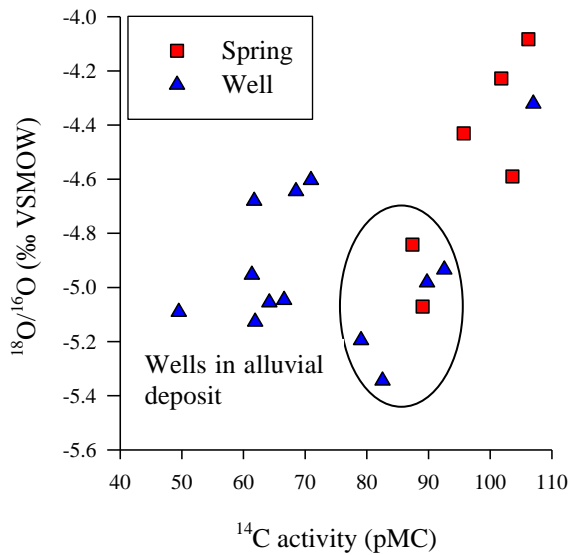 -4.0
-4.2
-4.4
-4.6
-4.8
-5.0
-5.2
-5.4
-5.6
¹⁸O/¹⁶O (‰ VSMOW)
Spring
Well
Wells in alluvial
deposit
40 50 60 70 80 90 100 110
¹⁴C activity (pMC)